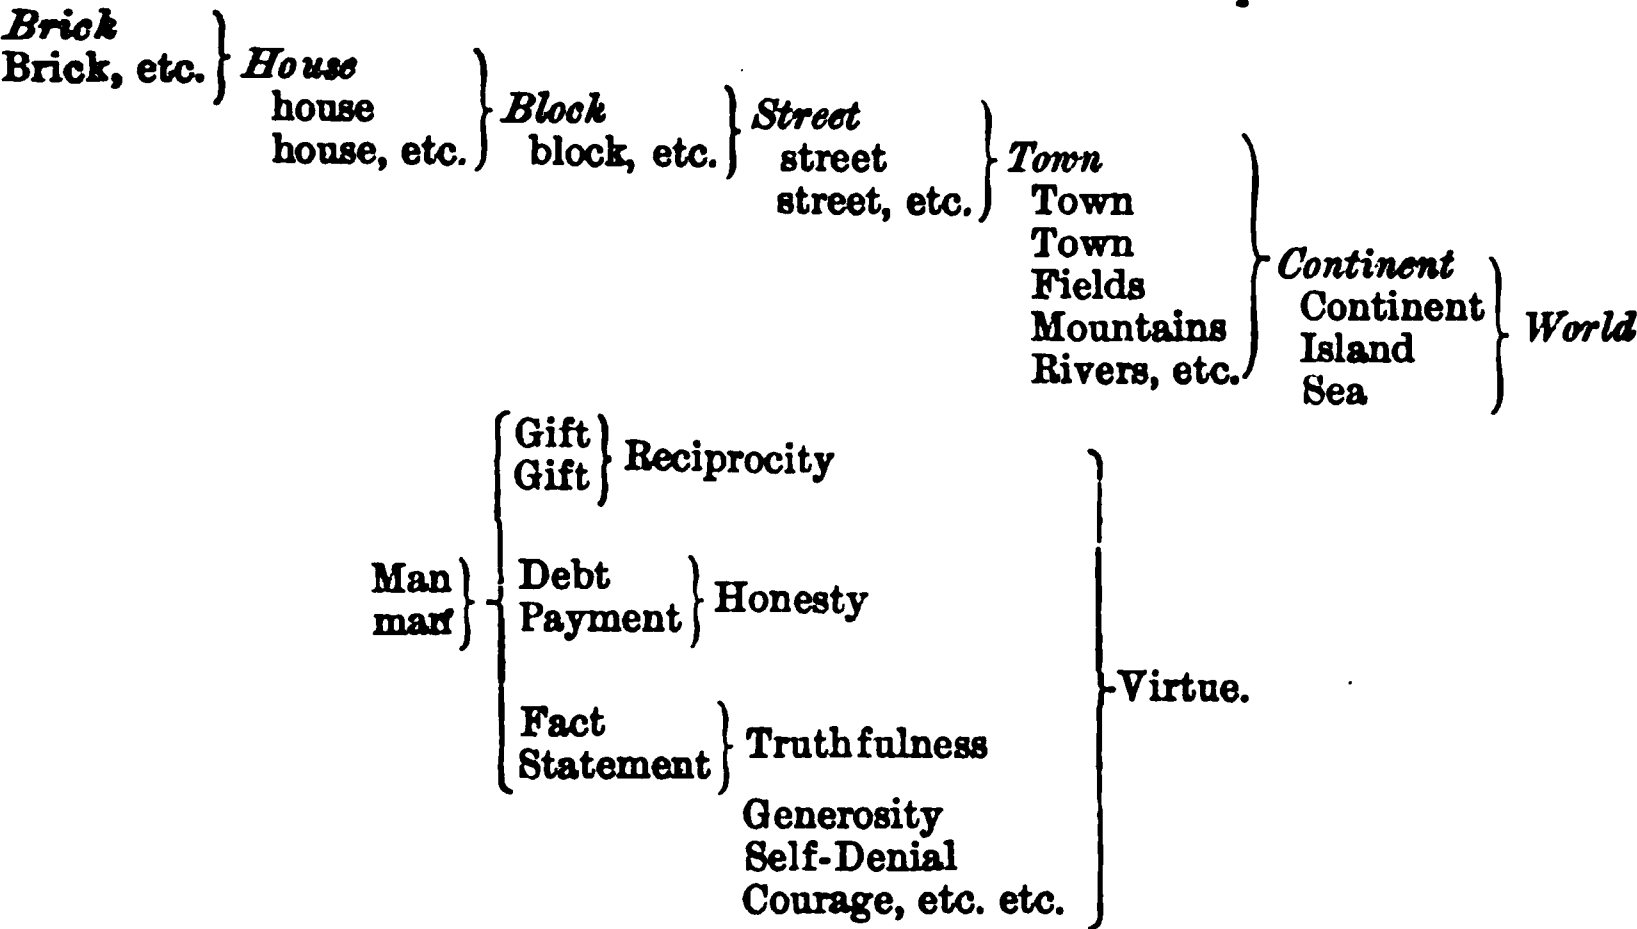 Brick
Brick, etc.
House
house
house, etc.
Block
block, etc.
Street
street
street, etc.
Town
Town
Town
Fields
Mountains
Rivers, etc.
Continent
Continent
Island
Sea
World
Man
man
Gift
Gift
Reciprocity
Debt
Payment
Honesty
Fact
Statement
Truthfulness
Generosity
Self-Denial
Courage, etc. etc.
Virtue.